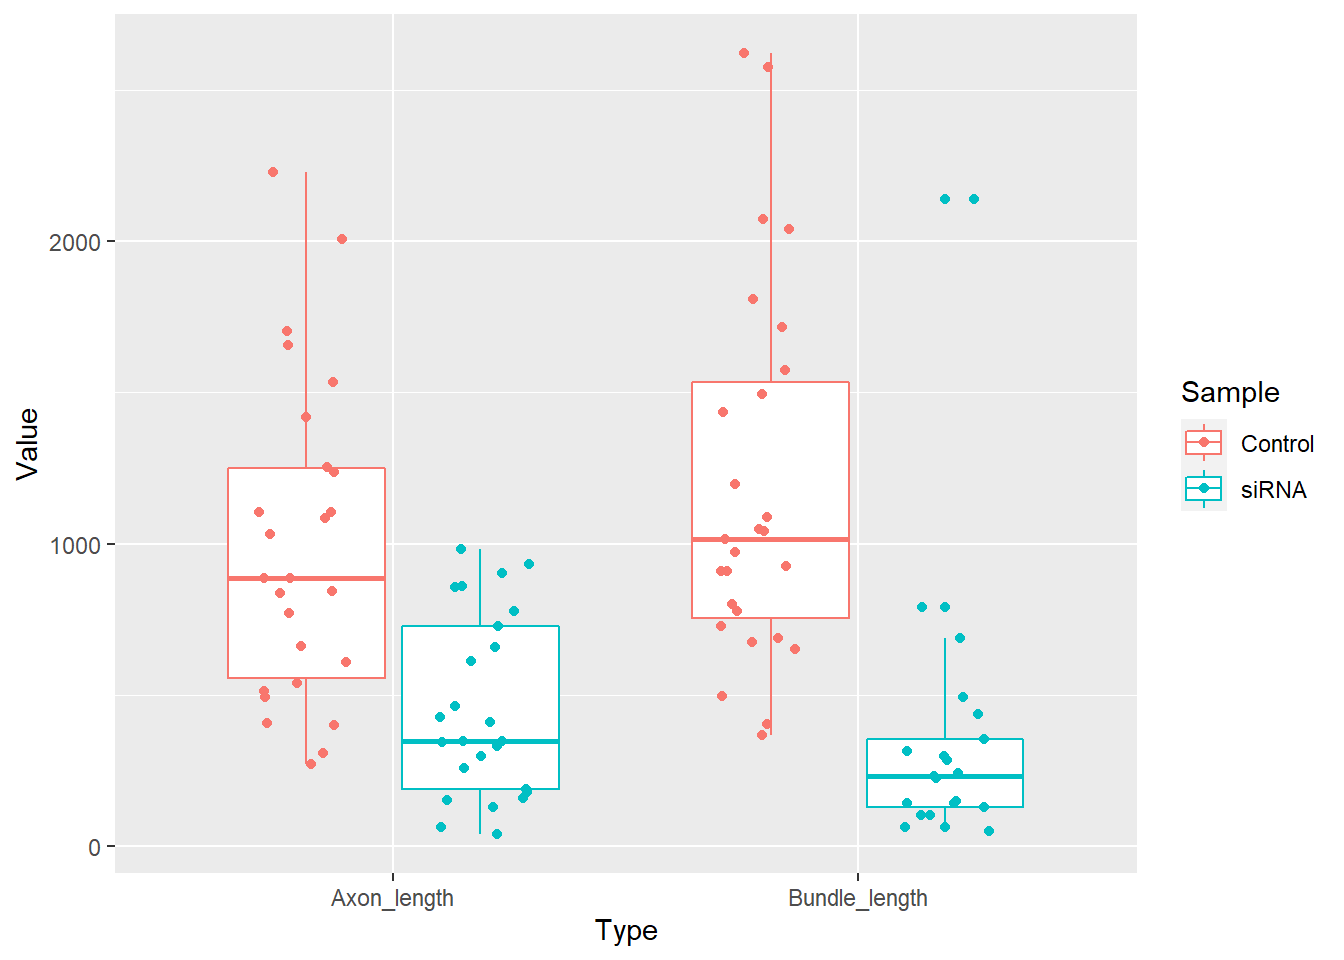 Value
2000
1000
0
Axon_length
Bundle_length
Type
Sample
Control
siRNA